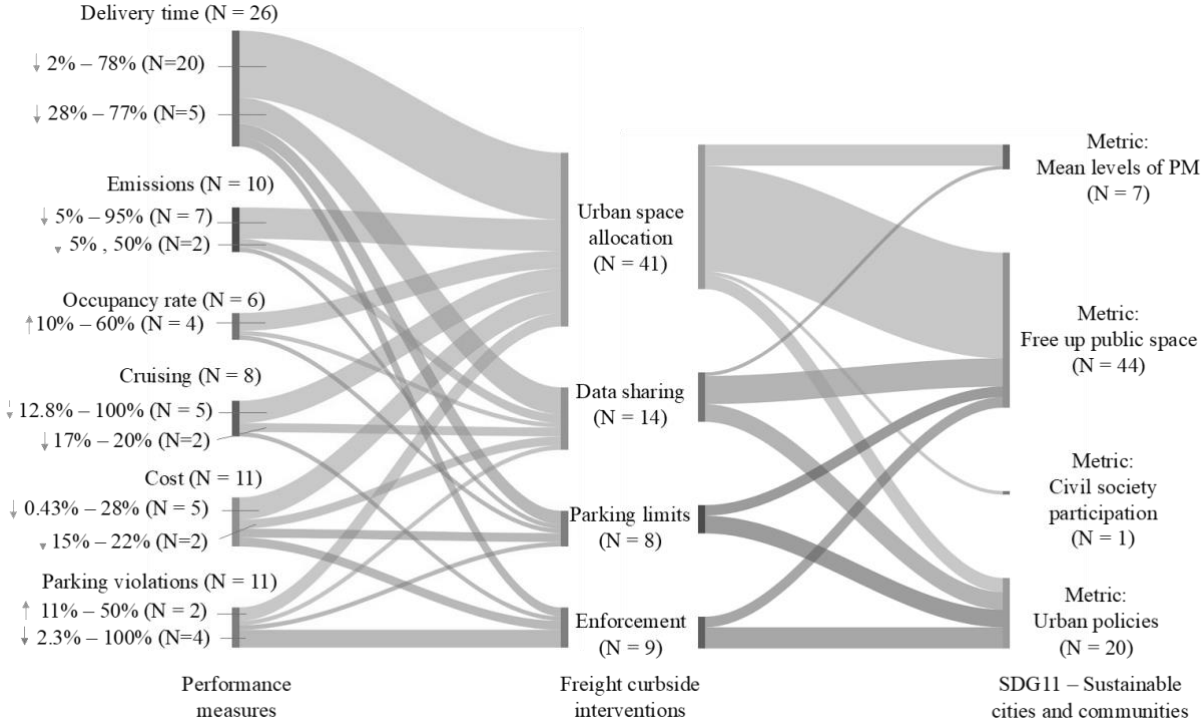 Delivery time (N = 26)
↓ 2% – 78% (N=20)
↓ 28% – 77% (N=5)
Emissions (N = 10)
↓ 5% – 95% (N = 7)
↓ 5% , 50% (N=2)
Occupancy rate (N = 6)
↑ 10% – 60% (N = 4)
Cruising (N = 8)
↓ 12.8% – 100% (N = 5)
↓ 17% – 20% (N=2)
Cost (N = 11)
↓ 0.43% – 28% (N = 5)
↓ 15% – 22% (N=2)
Parking violations (N = 11)
↑ 11% – 50% (N = 2)
↓ 2.3% – 100% (N=4)
Performance
measures
Urban space
allocation
(N = 41)
Data sharing
(N = 14)
Parking limits
(N = 8)
Enforcement
(N = 9)
Freight curbside
interventions
Metric:
Mean levels of PM
(N = 7)
Metric:
Free up public space
(N = 44)
Metric:
Civil society
participation
(N = 1)
Metric:
Urban policies
(N = 20)
SDG11 – Sustainable
cities and communities